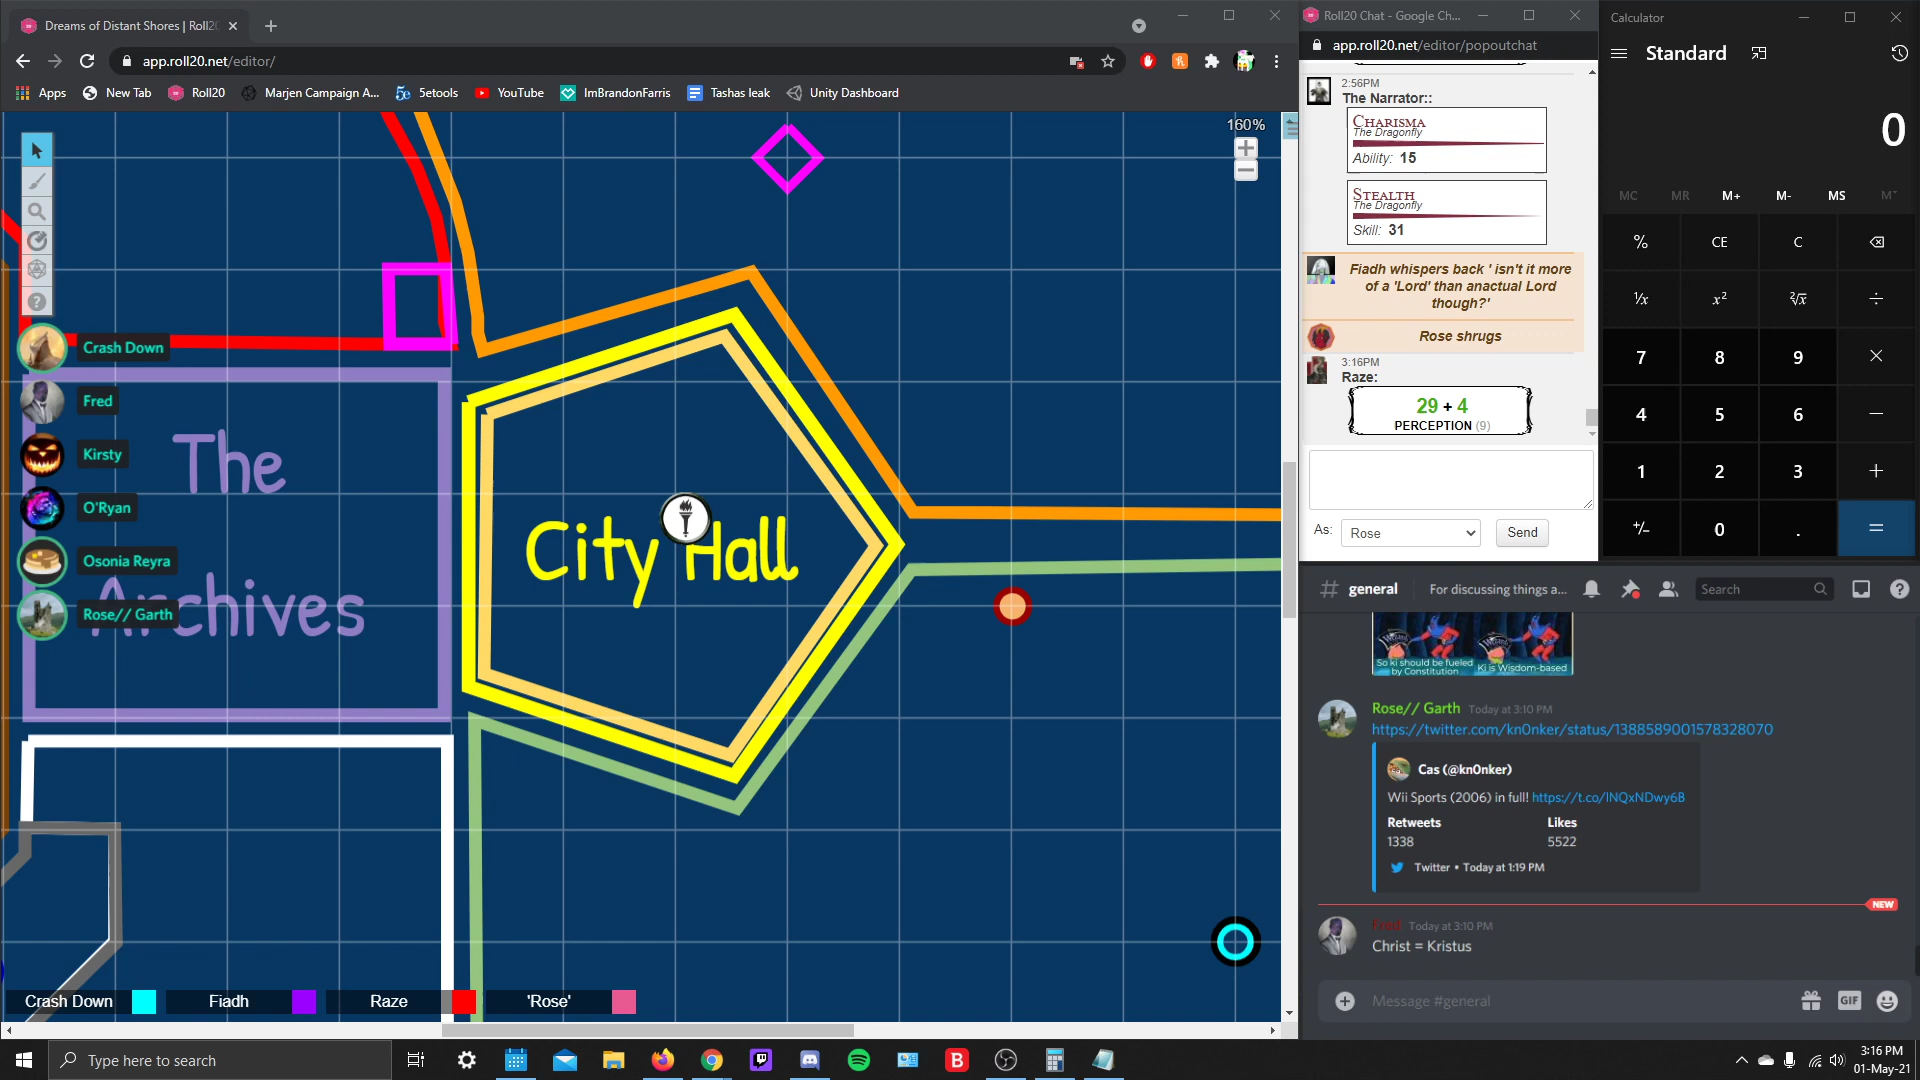 Dreams of Distant Shores | Roll20
app.roll20.net/editor/
Apps
New Tab
Roll20
Marjen Campaign A...
5e
5etools
YouTube
ImBrandonFarris
Tashas leak
Unity Dashboard
160%
Crash Down
Fred
Kirsty
O'Ryan
Osonia Reyra
Rose// Garth
The
Archives
City Hall
Crash Down
Fiadh
Raze
'Rose'
Roll20 Chat - Google Ch...
app.roll20.net/editor/popoutchat
2:56PM
The Narrator::
CHARISMA
The Dragonfly
Ability: 15
STEALTH
The Dragonfly
Skill: 31
Fiadh whispers back ' isn't it more
of a 'Lord' than anactual Lord
though?'
Rose shrugs
3:16PM
Raze:
29 + 4
PERCEPTION (9)
As:
Rose
Send
Calculator
Standard
0
MC MR M+ M- MS M˅
% CE C
¹/x x² ²√x ÷
7 8 9 ×
4 5 6 −
1 2 3 +
+/− 0 . =
# general
For discussing things a...
Search
So ki should be fueled
by Constitution
Ki is Wisdom-based
Rose// Garth Today at 3:10 PM
https://twitter.com/kn0nker/status/1388589001578328070
Cas (@kn0nker)
Wii Sports (2006) in full! https://t.co/lNQxNDwy6B
Retweets
Likes
1338
5522
Twitter • Today at 1:19 PM
NEW
Fred Today at 3:10 PM
Christ = Kristus
Message #general
GIF
Type here to search
3:16 PM
01-May-21